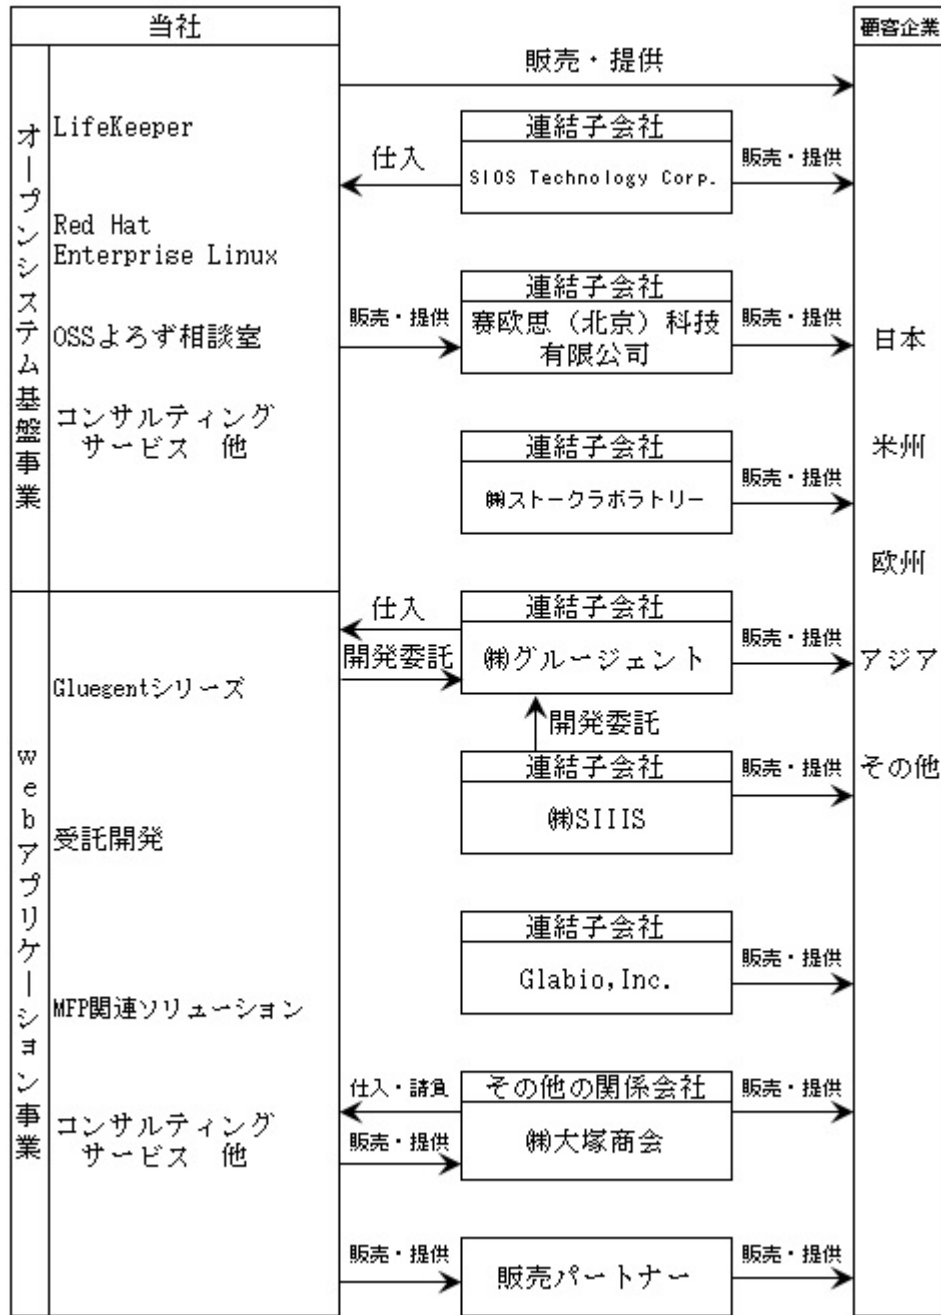 当社
顧客企業
販売・提供
オープンシステム基盤事業
LifeKeeper
Red Hat
Enterprise Linux
OSSよろず相談室
コンサルティング
サービス 他
仕入
連結子会社
SIOS Technology Corp.
販売・提供
販売・提供
連結子会社
赛欧思（北京）科技
有限公司
販売・提供
連結子会社
㈱ストークラボラトリー
販売・提供
日本
米州
欧州
アジア
その他
webアプリケーション事業
Gluegentシリーズ
受託開発
MFP関連ソリューション
コンサルティング
サービス 他
仕入
開発委託
連結子会社
㈱グルージェント
販売・提供
開発委託
連結子会社
㈱SIIIS
販売・提供
連結子会社
Glabio,Inc.
販売・提供
仕入・請負
販売・提供
その他の関係会社
㈱大塚商会
販売・提供
販売・提供
販売パートナー
販売・提供